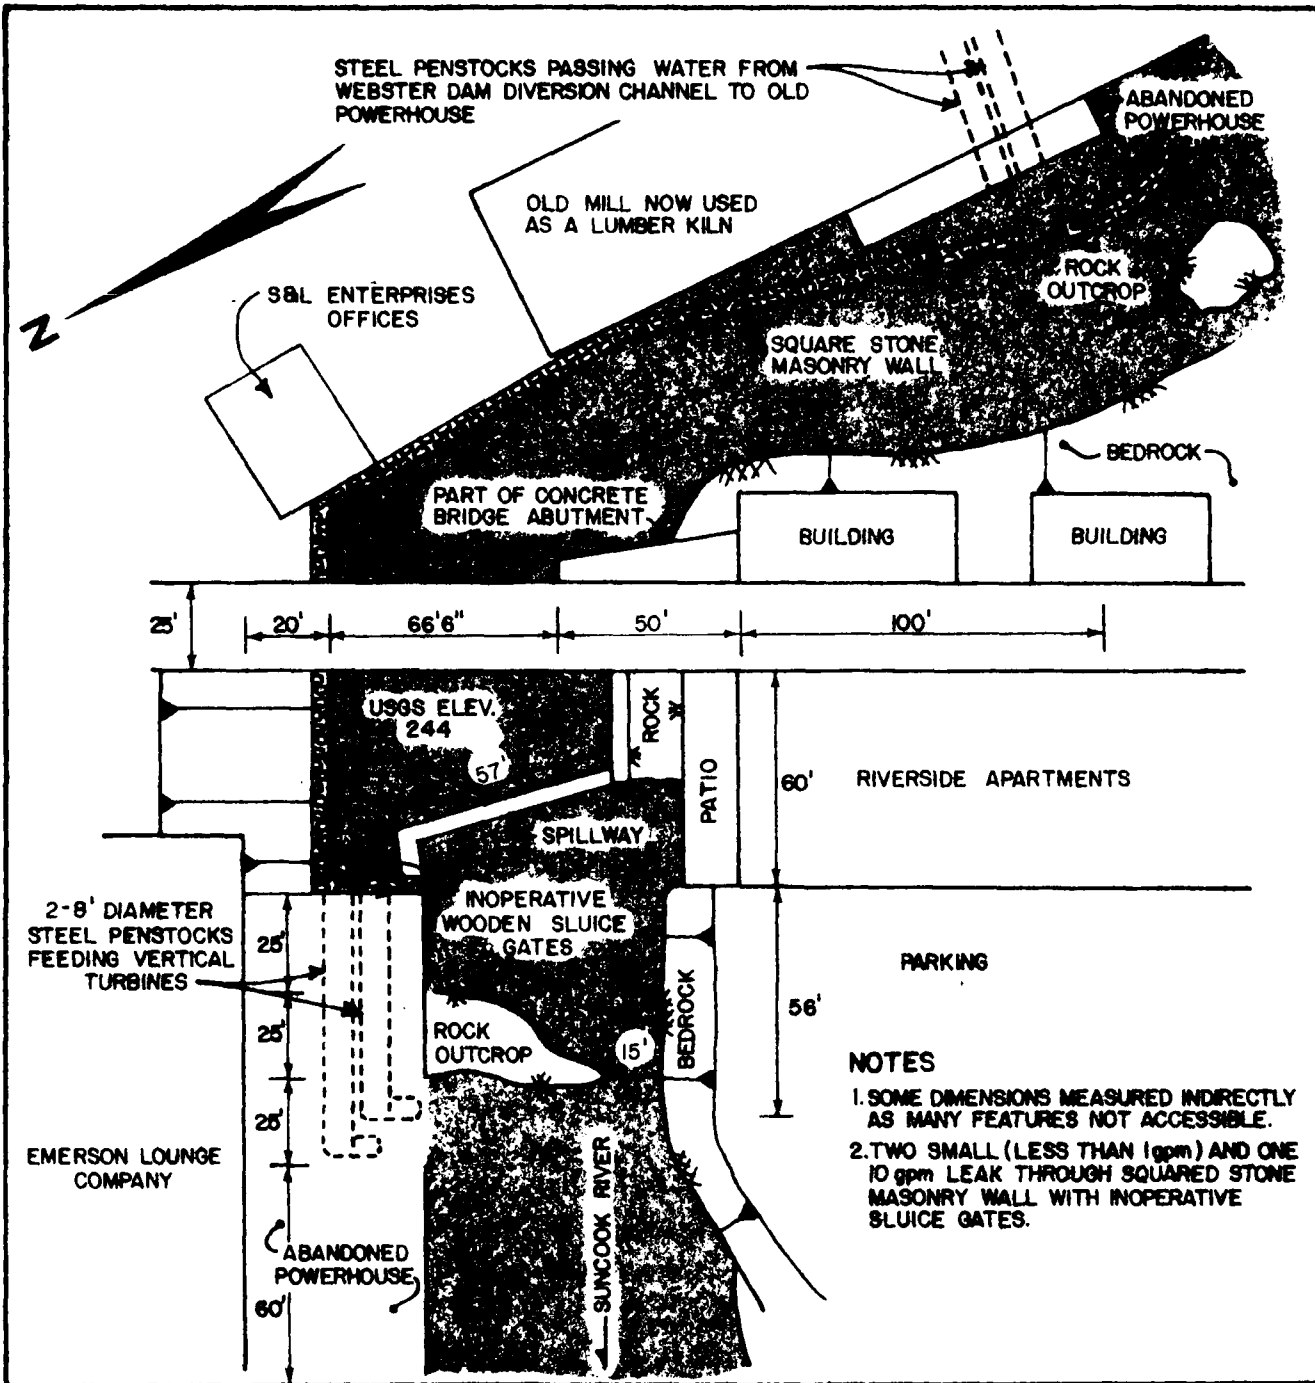 STEEL PENSTOCKS PASSING WATER FROM
WEBSTER DAM DIVERSION CHANNEL TO OLD
POWERHOUSE
ABANDONED
POWERHOUSE
OLD MILL NOW USED
AS A LUMBER KILN
N
S&L ENTERPRISES
OFFICES
ROCK
OUTCROP
SQUARE STONE
MASONRY WALL
BEDROCK
PART OF CONCRETE
BRIDGE ABUTMENT
BUILDING
BUILDING
25'
20'
66'6"
50'
100'
USGS ELEV.
244
57'
ROCK
PATIO
60'
RIVERSIDE APARTMENTS
SPILLWAY
INOPERATIVE
WOODEN SLUICE
GATES
2-8' DIAMETER
STEEL PENSTOCKS
FEEDING VERTICAL
TURBINES
25'
25'
25'
60'
ROCK
OUTCROP
15'
BEDROCK
56'
PARKING
EMERSON LOUNGE
COMPANY
ABANDONED
POWERHOUSE
SUNCOOK RIVER
NOTES
1. SOME DIMENSIONS MEASURED INDIRECTLY
AS MANY FEATURES NOT ACCESSIBLE.
2. TWO SMALL (LESS THAN 1gpm) AND ONE
10 gpm LEAK THROUGH SQUARED STONE
MASONRY WALL WITH INOPERATIVE
SLUICE GATES.